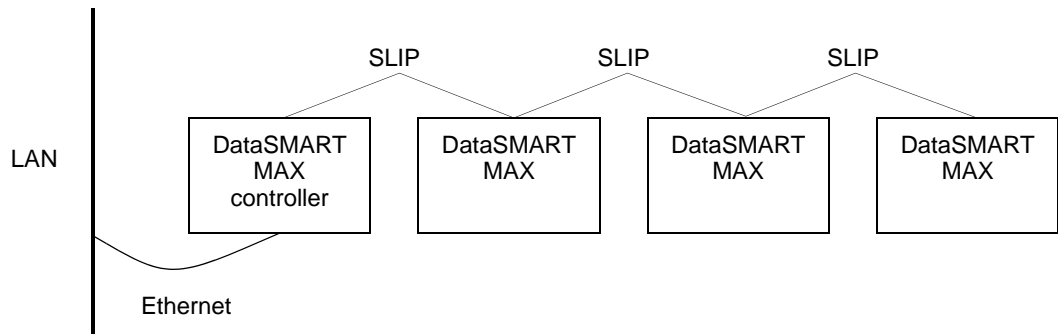 SLIP
SLIP
SLIP
LAN
DataSMART
MAX
controller
DataSMART
MAX
DataSMART
MAX
DataSMART
MAX
Ethernet